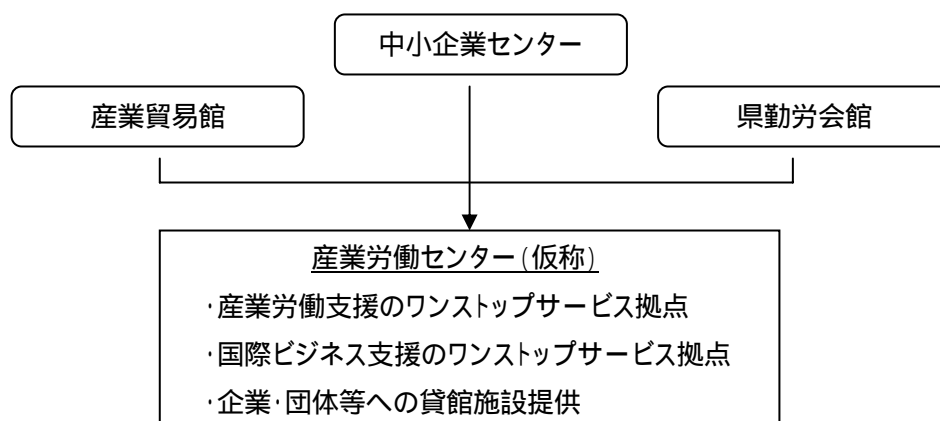 中小企業センター
産業貿易館
県勤労会館
産業労働センター(仮称)
・産業労働支援のワンストップサービス拠点
・国際ビジネス支援のワンストップサービス拠点
・企業・団体等への貸館施設提供